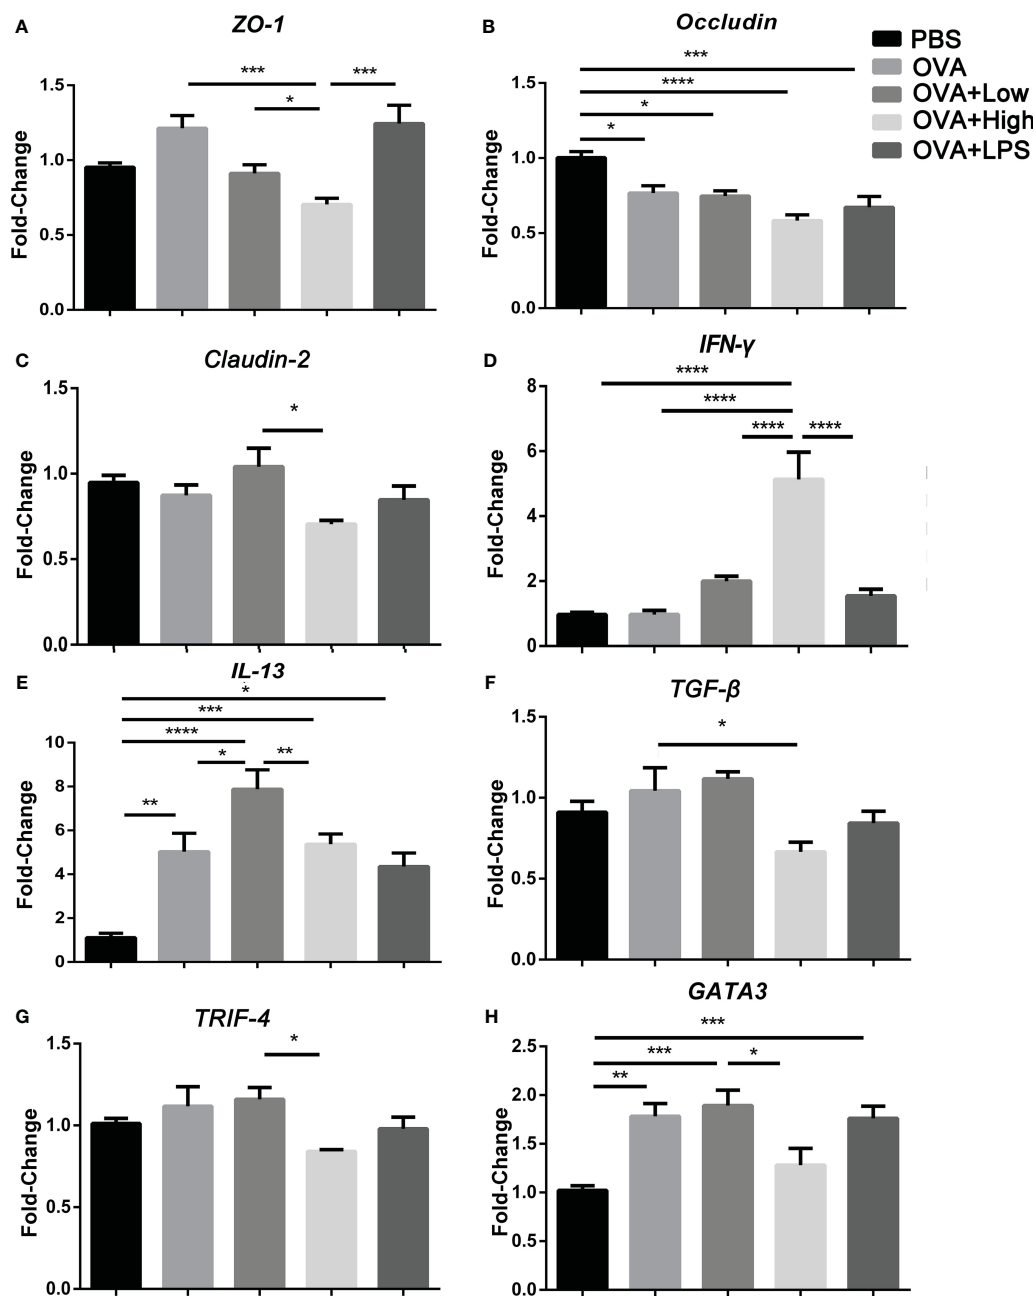 A
ZO-1
***
***
*
1.5
1.0
0.5
0.0
Fold-Change
B
Occludin
***
****
*
*
1.5
1.0
0.5
0.0
Fold-Change
PBS
OVA
OVA+Low
OVA+High
OVA+LPS
C
Claudin-2
*
1.5
1.0
0.5
0.0
Fold-Change
D
IFN-γ
****
****
****
****
8
6
4
2
0
Fold-Change
E
IL-13
*
***
****
*
**
**
10
8
6
4
2
0
Fold-Change
F
TGF-β
*
1.5
1.0
0.5
0.0
Fold-Change
G
TRIF-4
*
1.5
1.0
0.5
0.0
Fold-Change
H
GATA3
***
***
*
**
2.5
2.0
1.5
1.0
0.5
0.0
Fold-Change